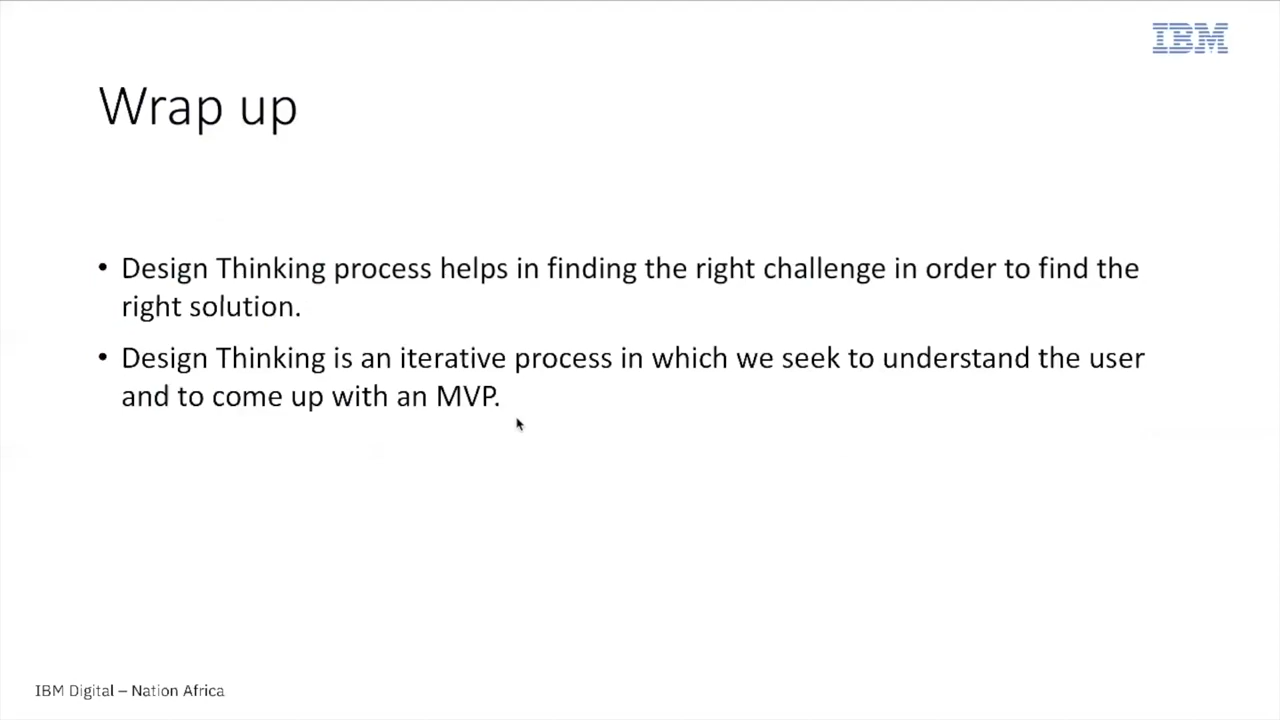 IBM
Wrap up
• Design Thinking process helps in finding the right challenge in order to find the
right solution.
• Design Thinking is an iterative process in which we seek to understand the user
and to come up with an MVP.
IBM Digital – Nation Africa